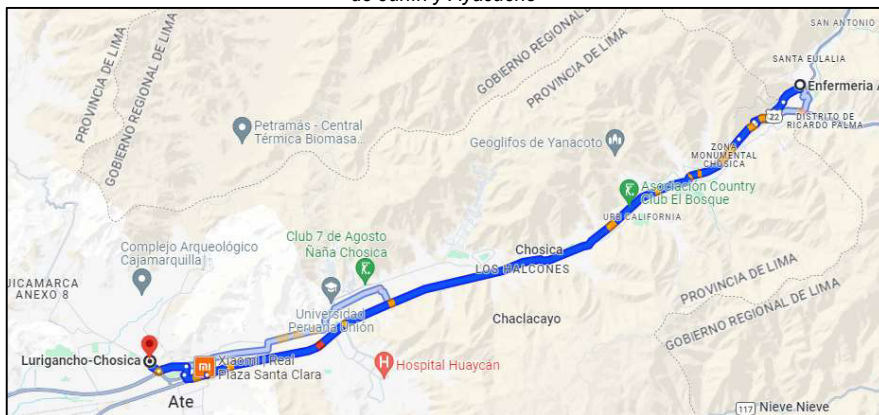 de Junín y Ayacucho
PROVINCIA DE LIMA
GOBIERNO REGIONAL DE LIMA
GOBIERNO REGIONAL DE LIMA
PROVINCIA DE LIMA
SAN ANTONIO
SANTA EULALIA
Enfermeria A
22
DISTRITO DE
RICARDO PALMA
Petramás - Central
Térmica Biomasa...
Geoglifos de Yanacoto
ZONA
MONUMENTAL
CHOSICA
Asociación Country
Club El Bosque
URB CALIFORNIA
Club 7 de Agosto
Ñaña Chosica
Chosica
LOS BALCONES
Complejo Arqueológico
Cajamarquilla
JICAMARCA
ANEXO 8
Universidad
Peruana Unión
Chaclacayo
PROVINCIA DE LIMA
GOBIERNO REGIONAL DE LIMA
Lurigancho-Chosica
Xiaomi | Real
Plaza Santa Clara
Hospital Huaycán
Ate
117
Nieve Nieve